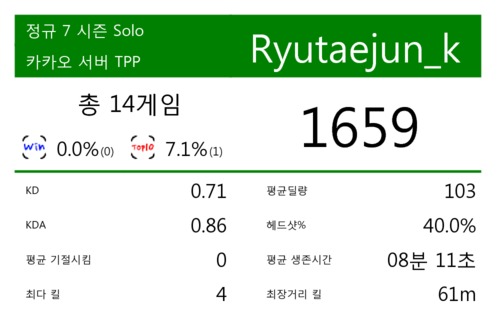 정규 7 시즌 Solo
카카오 서버 TPP
Ryutaejun_k
총 14게임
Win 0.0%(0) Top10 7.1%(1)
1659
KD 0.71
KDA 0.86
평균 기절시킴 0
최다 킬 4
평균딜량 103
헤드샷% 40.0%
평균 생존시간 08분 11초
최장거리 킬 61m